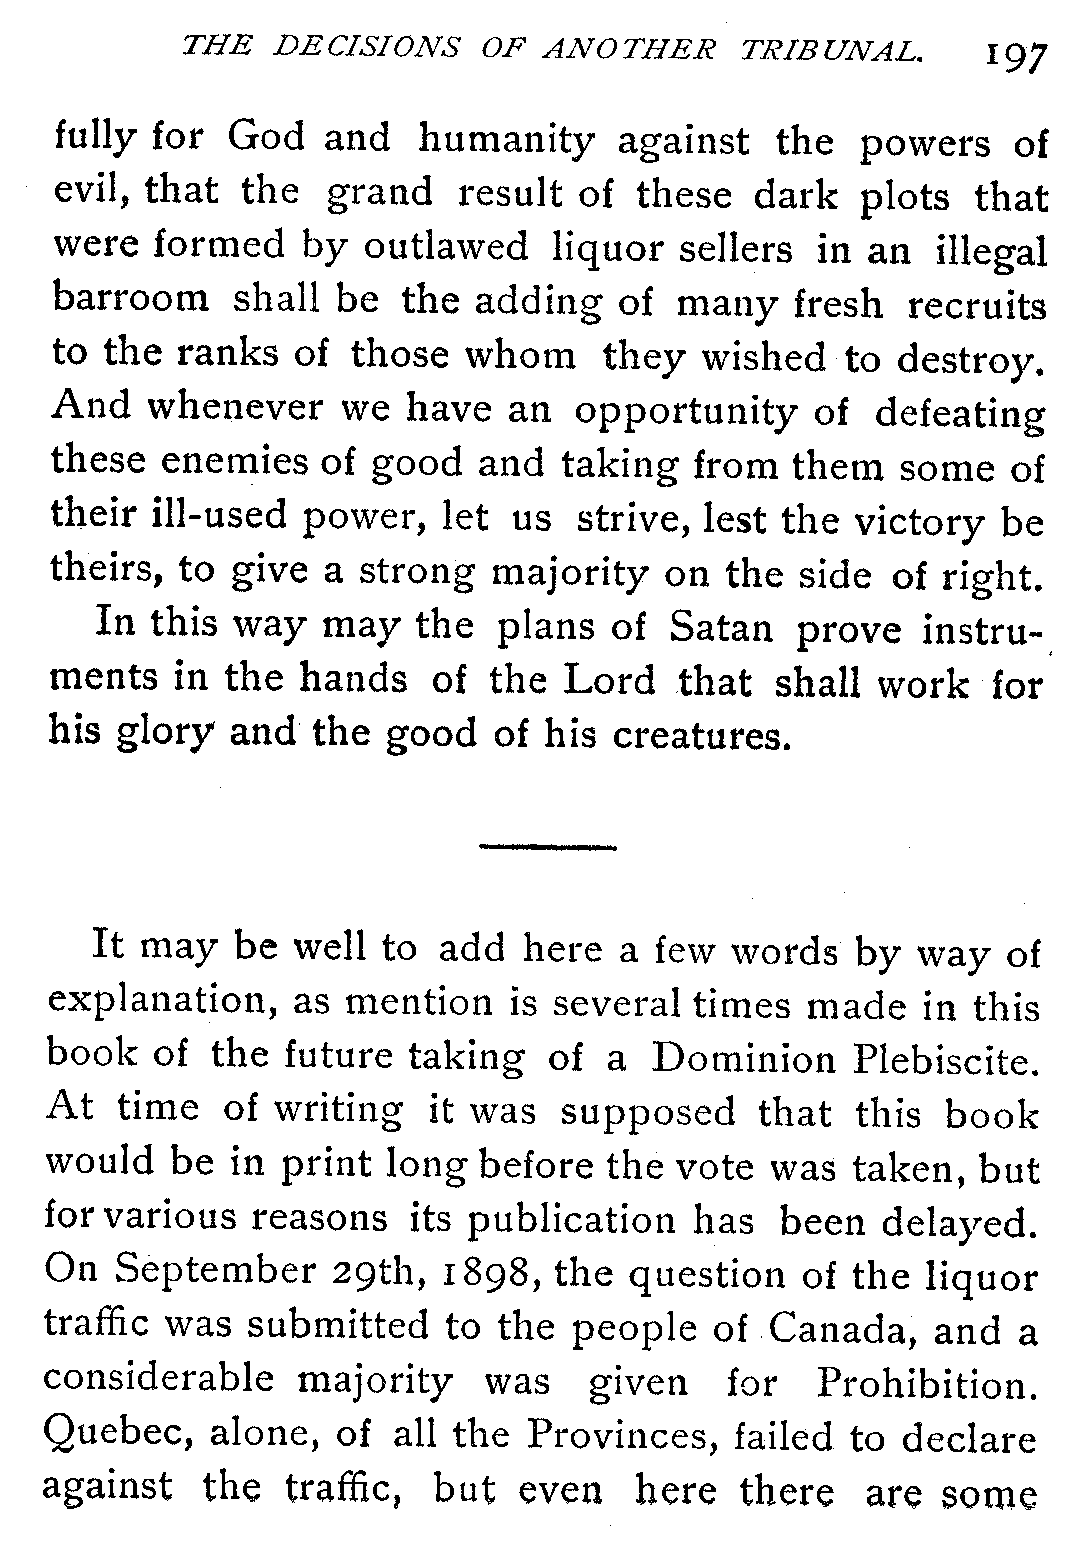 THE DECISIONS OF ANOTHER TRIBUNAL. 197
fully for God and humanity against the powers of
evil, that the grand result of these dark plots that
were formed by outlawed liquor sellers in an illegal
barroom shall be the adding of many fresh recruits
to the ranks of those whom they wished to destroy.
And whenever we have an opportunity of defeating
these enemies of good and taking from them some of
their ill-used power, let us strive, lest the victory be
theirs, to give a strong majority on the side of right.
In this way may the plans of Satan prove instru-
ments in the hands of the Lord that shall work for
his glory and the good of his creatures.
It may be well to add here a few words by way of
explanation, as mention is several times made in this
book of the future taking of a Dominion Plebiscite.
At time of writing it was supposed that this book
would be in print long before the vote was taken, but
for various reasons its publication has been delayed.
On September 29th, 1898, the question of the liquor
traffic was submitted to the people of Canada, and a
considerable majority was given for Prohibition.
Quebec, alone, of all the Provinces, failed to declare
against the traffic, but even here there are some